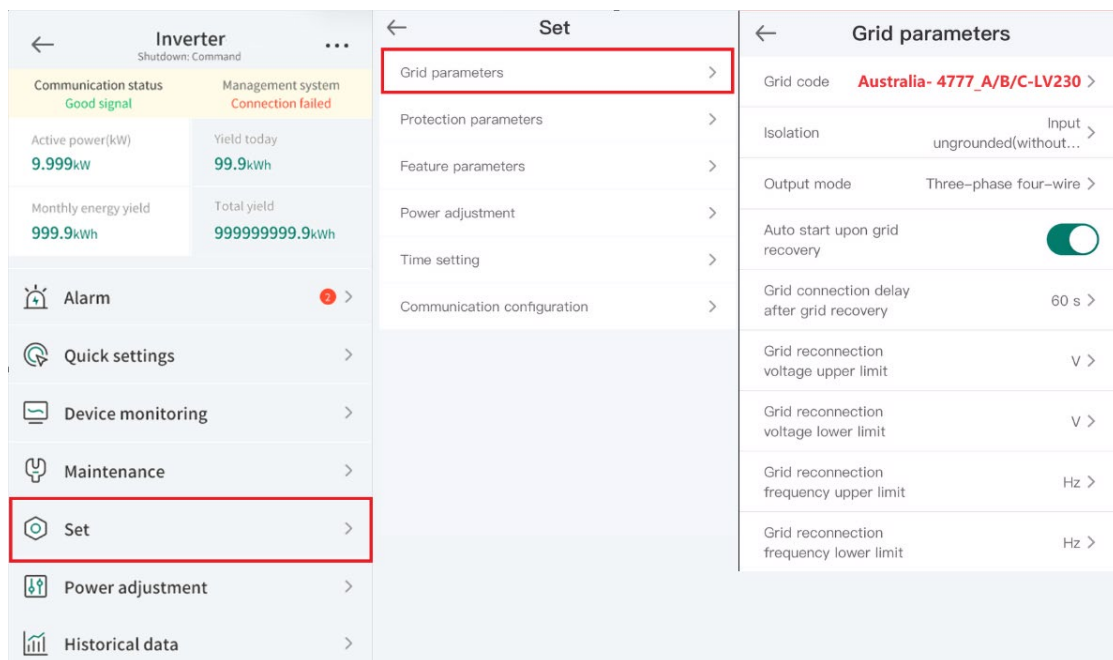 Inverter
Shutdown: Command
Communication status
Good signal
Management system
Connection failed
Active power(kW)
9.999kW
Yield today
99.9kWh
Monthly energy yield
999.9kWh
Total yield
999999999.9kWh
Alarm
2
Quick settings
Device monitoring
Maintenance
Set
Power adjustment
Historical data
Set
Grid parameters
Protection parameters
Feature parameters
Power adjustment
Time setting
Communication configuration
Grid parameters
Grid code
Australia- 4777_A/B/C-LV230
Isolation
Input
ungrounded(without...
Output mode
Three-phase four-wire
Auto start upon grid
recovery
Grid connection delay
after grid recovery
60 s
Grid reconnection
voltage upper limit
V
Grid reconnection
voltage lower limit
V
Grid reconnection
frequency upper limit
Hz
Grid reconnection
frequency lower limit
Hz